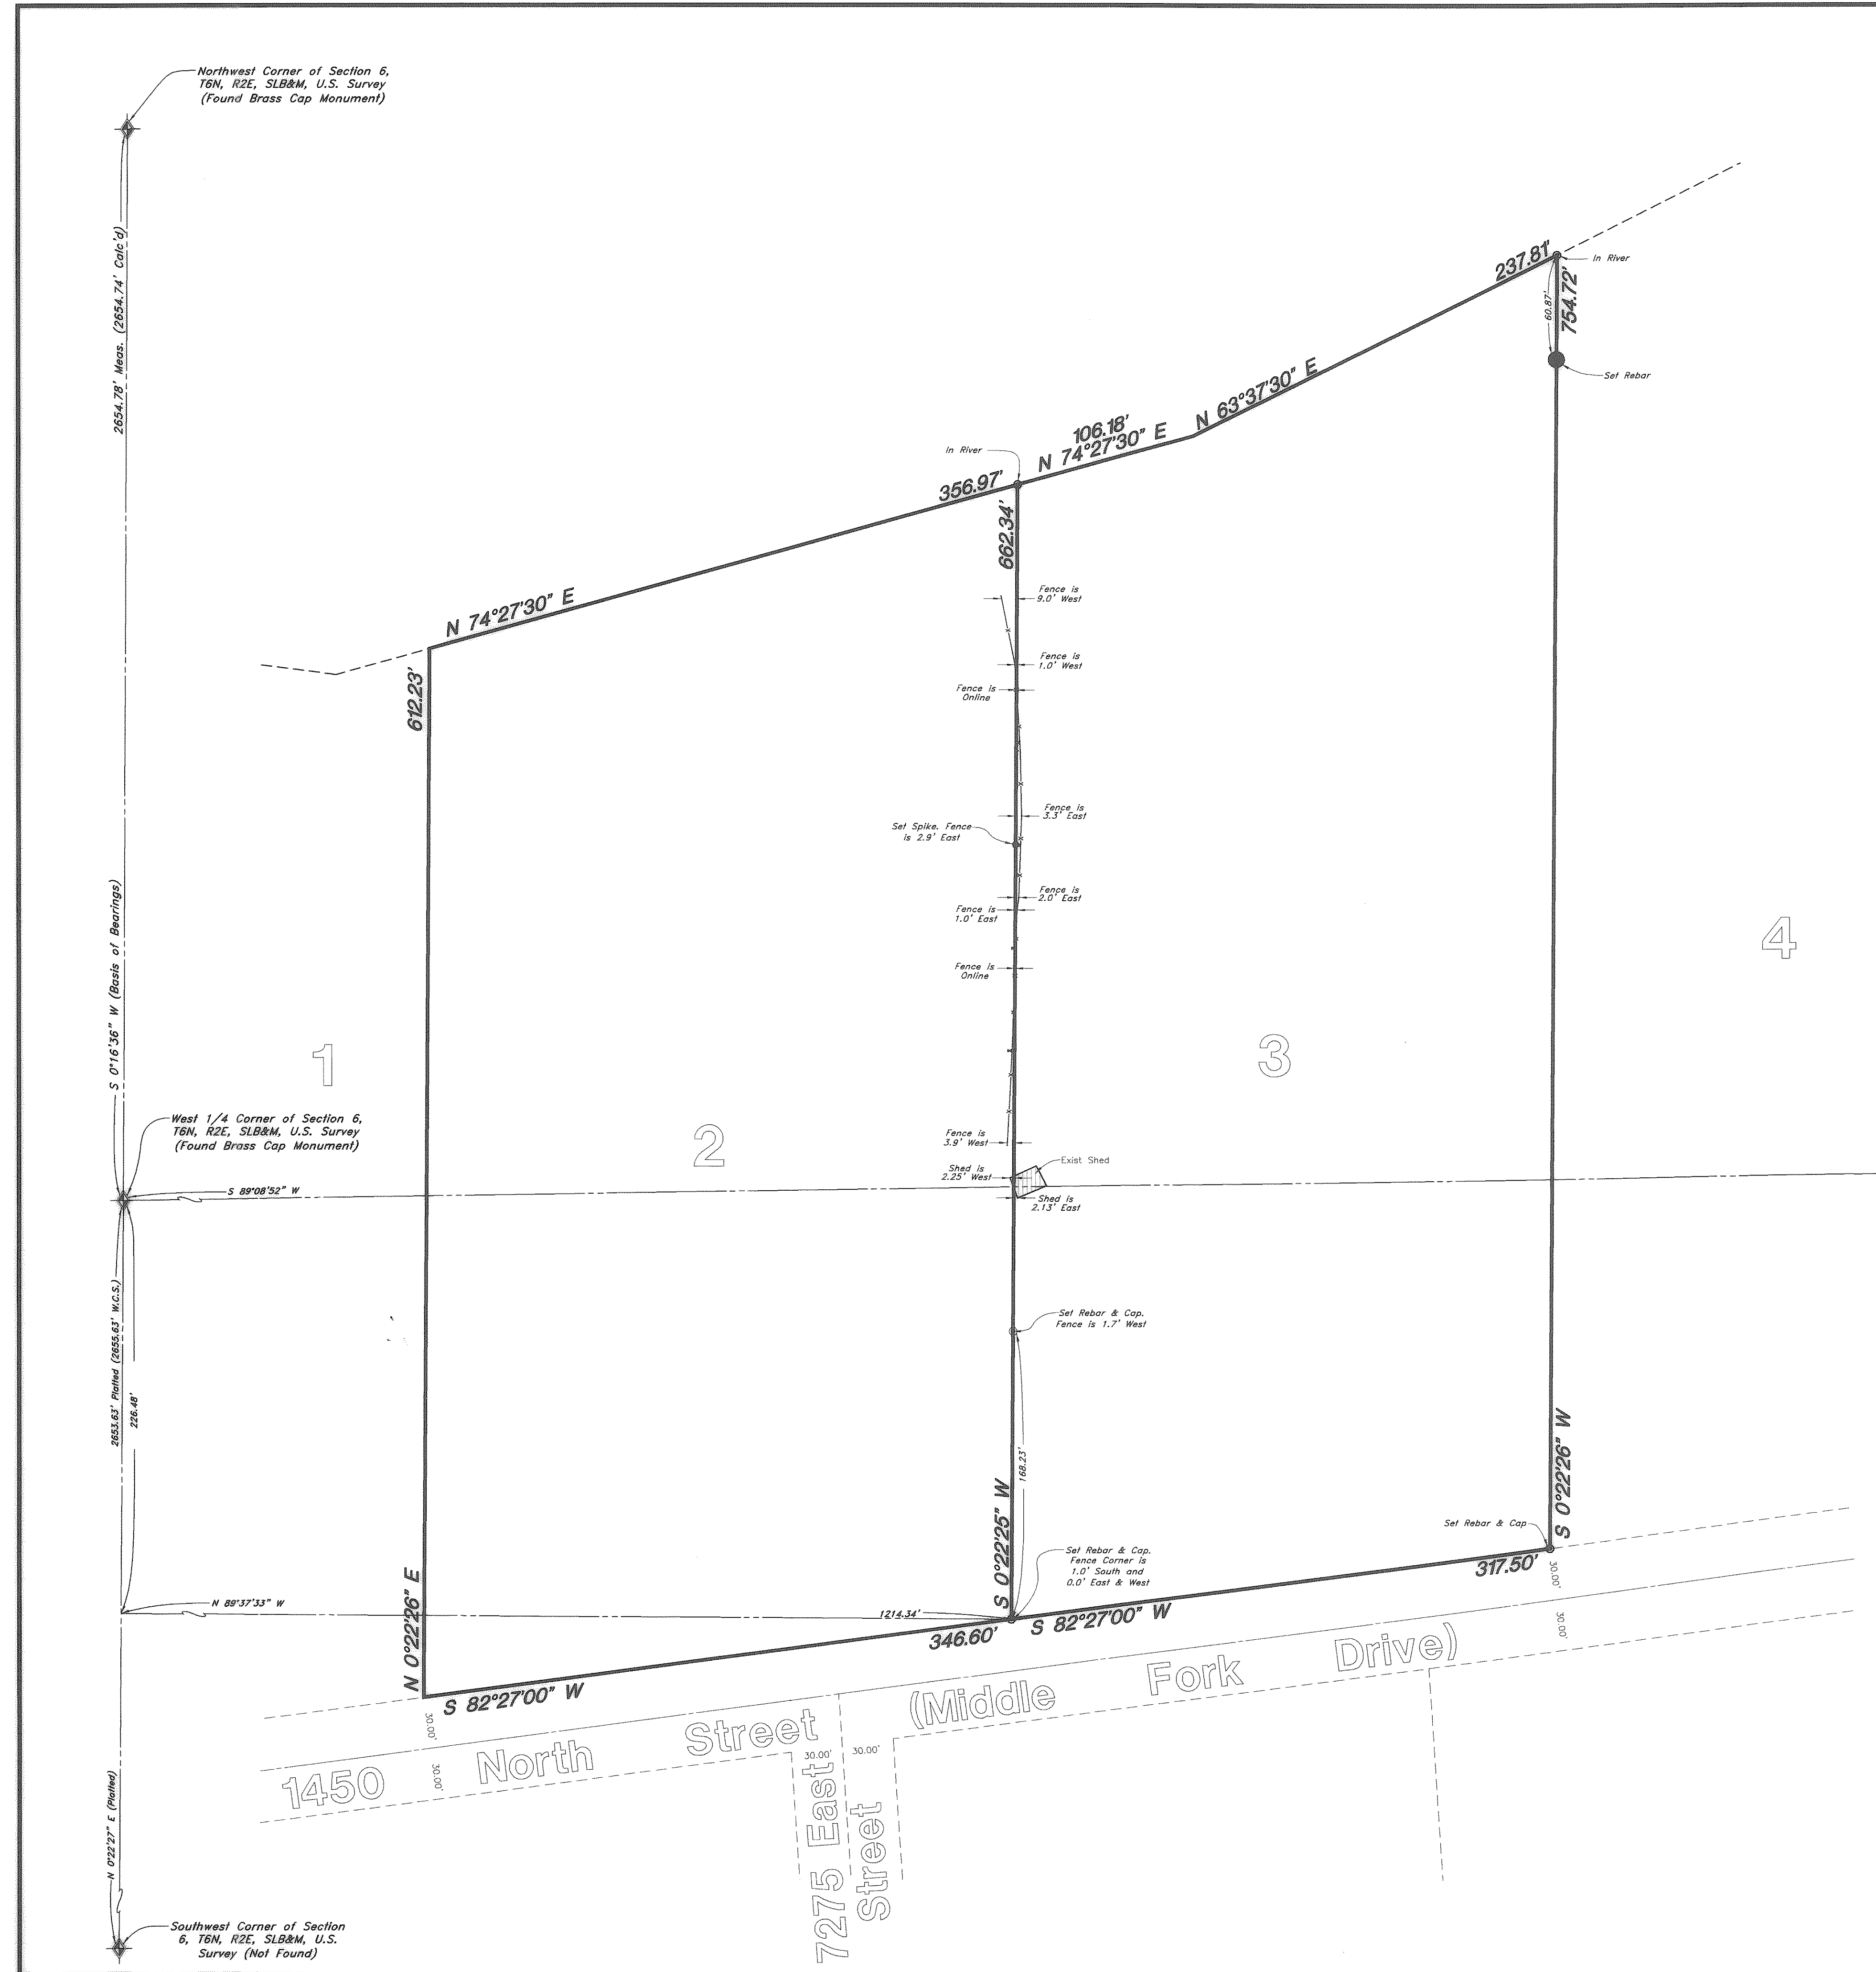 Northwest Corner of Section 6,
T6N, R2E, SLB&M, U.S. Survey
(Found Brass Cap Monument)
2654.78' Meas. (2654.74' Calc'd)
S 0°16'36" W (Basis of Bearings)
West 1/4 Corner of Section 6,
T6N, R2E, SLB&M, U.S. Survey
(Found Brass Cap Monument)
S 89°08'52" W
2653.63' Platted (2655.63' W.C.S.)
226.48'
N 89°37'33" W
1214.34'
N 0°22'27" E (Platted)
Southwest Corner of Section
6, T6N, R2E, SLB&M, U.S.
Survey (Not Found)
1
2
3
4
N 74°27'30" E
356.97'
612.23'
N 0°22'26" E
S 82°27'00" W
346.60'
In River
106.18'
N 74°27'30" E
N 63°37'30" E
237.81'
In River
60.87'
754.72'
Set Rebar
662.34'
Fence is
9.0' West
Fence is
1.0' West
Fence is
Online
Fence is
3.3' East
Set Spike. Fence
is 2.9' East
Fence is
2.0' East
Fence is
1.0' East
Fence is
Online
Fence is
3.9' West
Exist Shed
Shed is
2.25' West
Shed is
2.13' East
Set Rebar & Cap.
Fence is 1.7' West
168.23'
S 0°22'25" W
Set Rebar & Cap.
Fence Corner is
1.0' South and
0.0' East & West
S 82°27'00" W
317.50'
Set Rebar & Cap
S 0°22'26" W
30.00'
30.00'
30.00'
30.00'
1450 North Street (Middle Fork Drive)
30.00'
30.00'
7275 East
Street